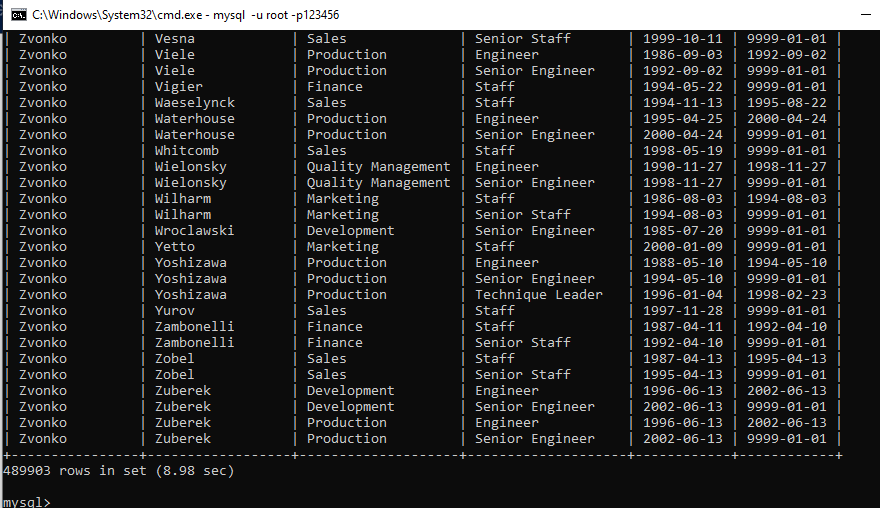 C:\Windows\System32\cmd.exe - mysql  -u root -p123456
| Zvonko         | Vesna            | Sales              | Senior Staff       | 1999-10-11 | 9999-01-01 |
| Zvonko         | Viele            | Production         | Engineer           | 1986-09-03 | 1992-09-02 |
| Zvonko         | Viele            | Production         | Senior Engineer    | 1992-09-02 | 9999-01-01 |
| Zvonko         | Vigier           | Finance            | Staff              | 1994-05-22 | 9999-01-01 |
| Zvonko         | Waeselynck       | Sales              | Staff              | 1994-11-13 | 1995-08-22 |
| Zvonko         | Waterhouse       | Production         | Engineer           | 1995-04-25 | 2000-04-24 |
| Zvonko         | Waterhouse       | Production         | Senior Engineer    | 2000-04-24 | 9999-01-01 |
| Zvonko         | Whitcomb         | Sales              | Staff              | 1998-05-19 | 9999-01-01 |
| Zvonko         | Wielonsky        | Quality Management | Engineer           | 1990-11-27 | 1998-11-27 |
| Zvonko         | Wielonsky        | Quality Management | Senior Engineer    | 1998-11-27 | 9999-01-01 |
| Zvonko         | Wilharm          | Marketing          | Staff              | 1986-08-03 | 1994-08-03 |
| Zvonko         | Wilharm          | Marketing          | Senior Staff       | 1994-08-03 | 9999-01-01 |
| Zvonko         | Wroclawski       | Development        | Senior Engineer    | 1985-07-20 | 9999-01-01 |
| Zvonko         | Yetto            | Marketing          | Staff              | 2000-01-09 | 9999-01-01 |
| Zvonko         | Yoshizawa        | Production         | Engineer           | 1988-05-10 | 1994-05-10 |
| Zvonko         | Yoshizawa        | Production         | Senior Engineer    | 1994-05-10 | 9999-01-01 |
| Zvonko         | Yoshizawa        | Production         | Technique Leader   | 1996-01-04 | 1998-02-23 |
| Zvonko         | Yurov            | Sales              | Staff              | 1997-11-28 | 9999-01-01 |
| Zvonko         | Zambonelli       | Finance            | Staff              | 1987-04-11 | 1992-04-10 |
| Zvonko         | Zambonelli       | Finance            | Senior Staff       | 1992-04-10 | 9999-01-01 |
| Zvonko         | Zobel            | Sales              | Staff              | 1987-04-13 | 1995-04-13 |
| Zvonko         | Zobel            | Sales              | Senior Staff       | 1995-04-13 | 9999-01-01 |
| Zvonko         | Zuberek          | Development        | Engineer           | 1996-06-13 | 2002-06-13 |
| Zvonko         | Zuberek          | Development        | Senior Engineer    | 2002-06-13 | 9999-01-01 |
| Zvonko         | Zuberek          | Production         | Engineer           | 1996-06-13 | 2002-06-13 |
| Zvonko         | Zuberek          | Production         | Senior Engineer    | 2002-06-13 | 9999-01-01 |
+----------------+------------------+--------------------+--------------------+------------+------------+
489903 rows in set (8.98 sec)
mysql>